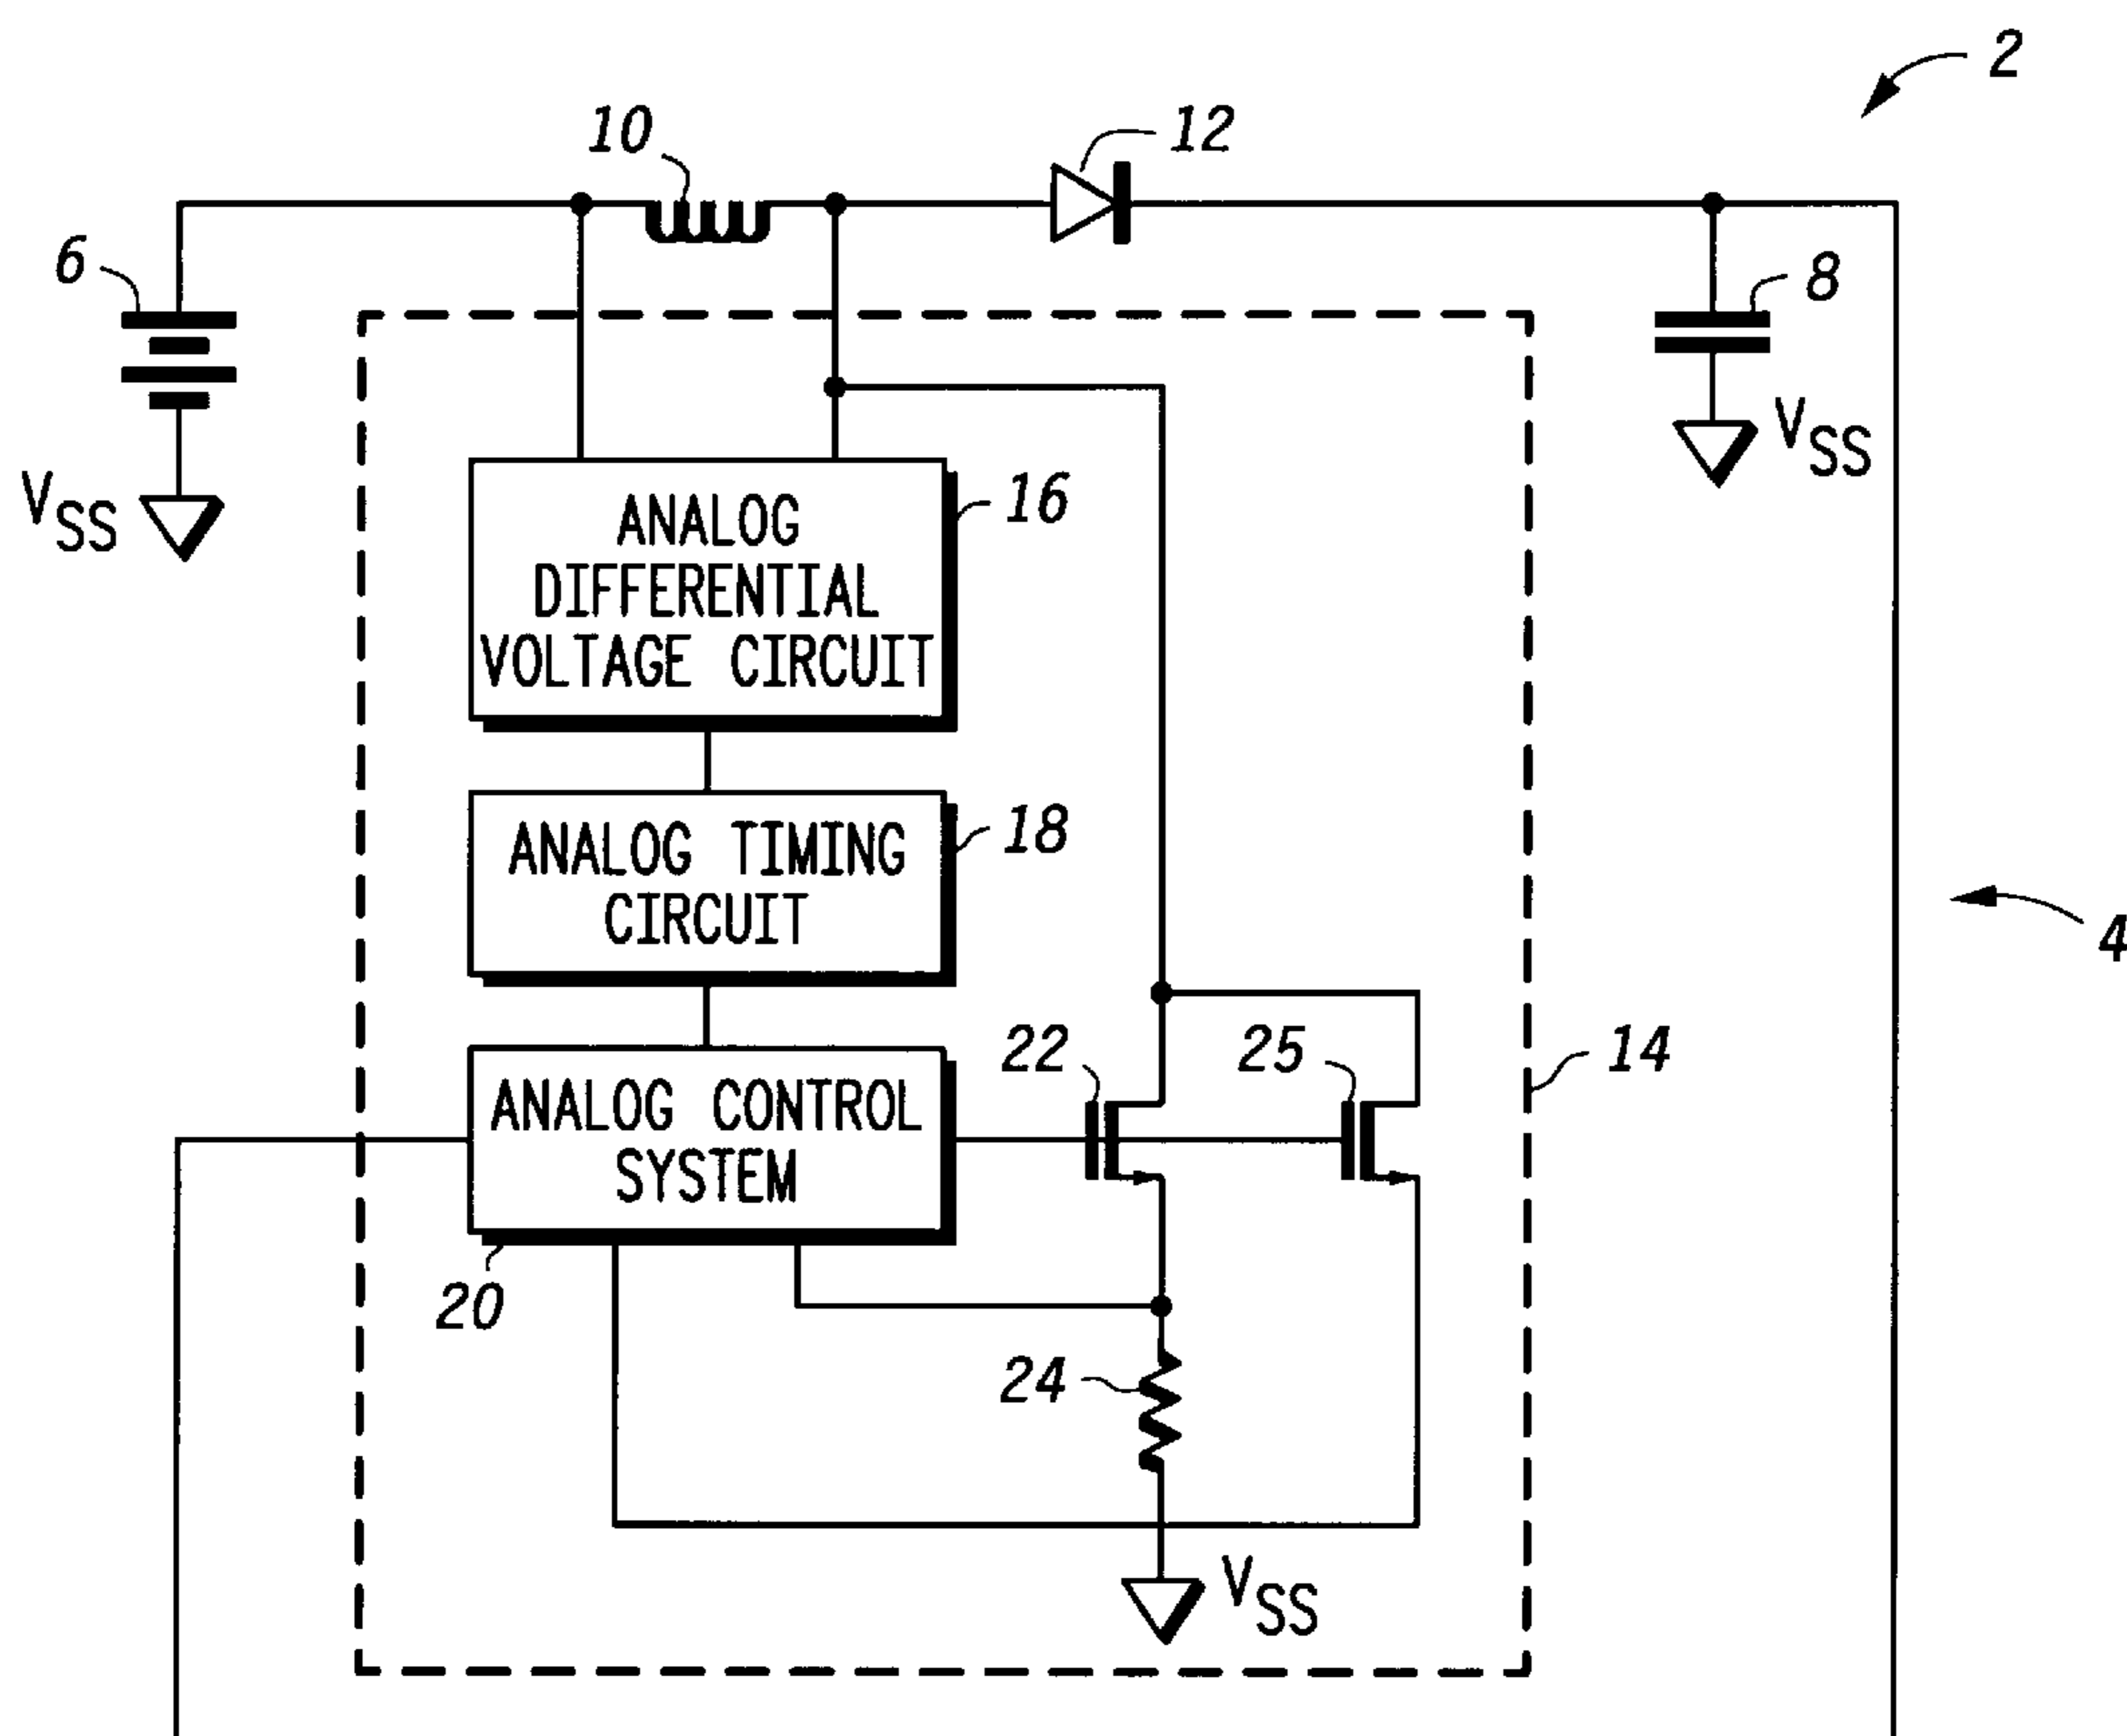 2
10
12
6
8
VSS
VSS
16
ANALOG
DIFFERENTIAL
VOLTAGE CIRCUIT
18
ANALOG TIMING
CIRCUIT
4
22
25
14
ANALOG CONTROL
SYSTEM
20
24
VSS